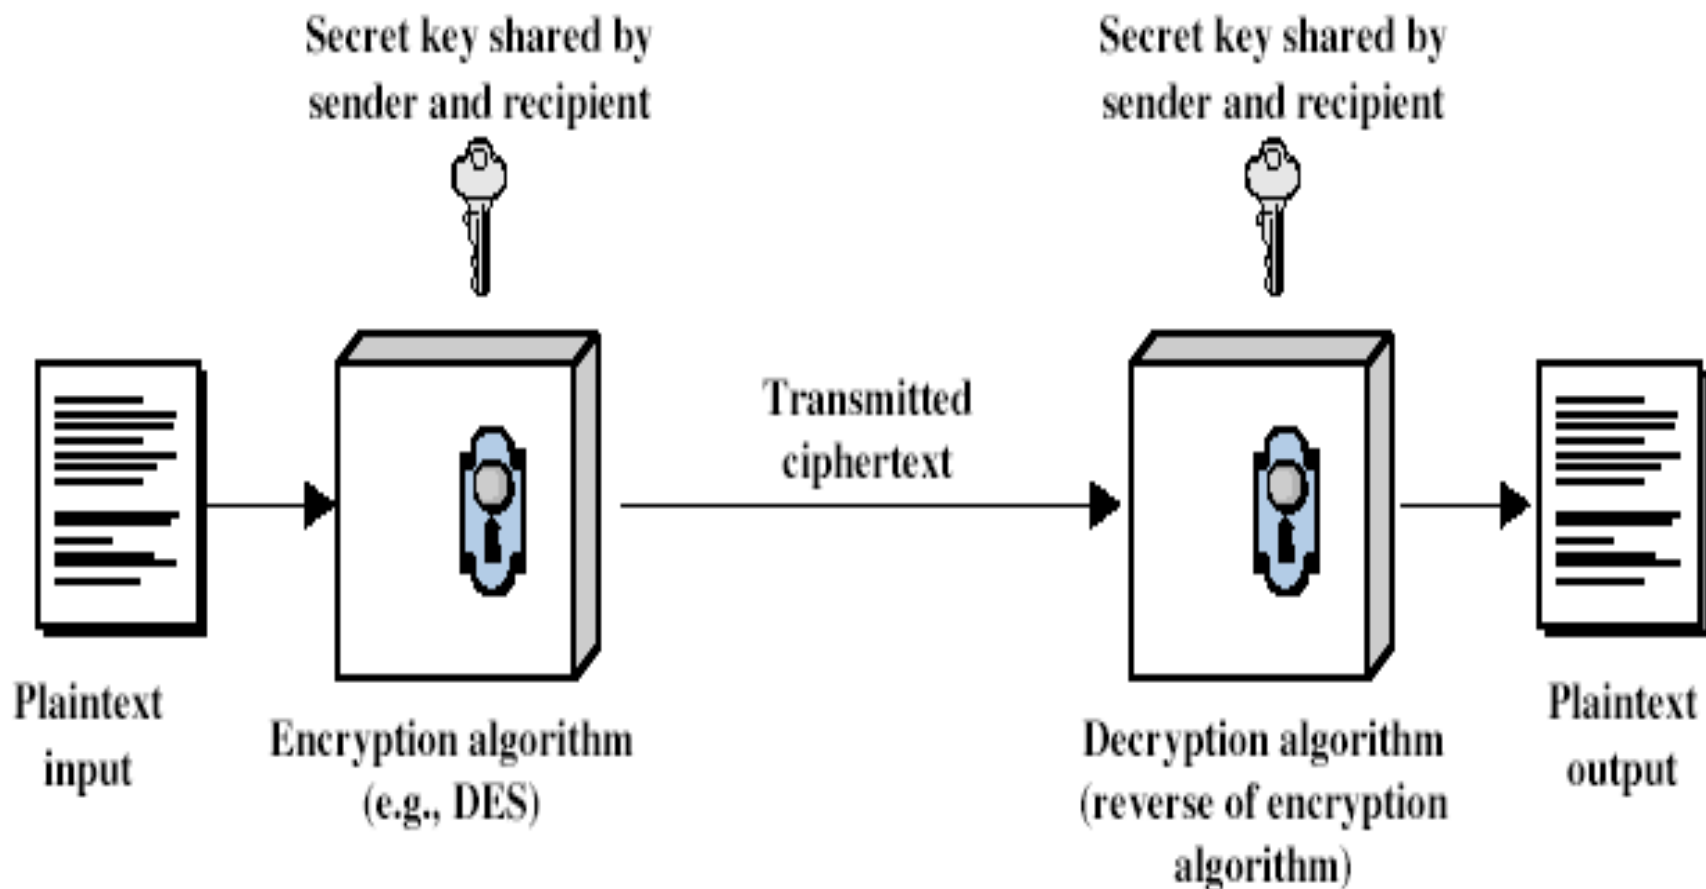 Secret key shared by
sender and recipient
Secret key shared by
sender and recipient
Transmitted
ciphertext
Plaintext
input
Encryption algorithm
(e.g., DES)
Decryption algorithm
(reverse of encryption
algorithm)
Plaintext
output